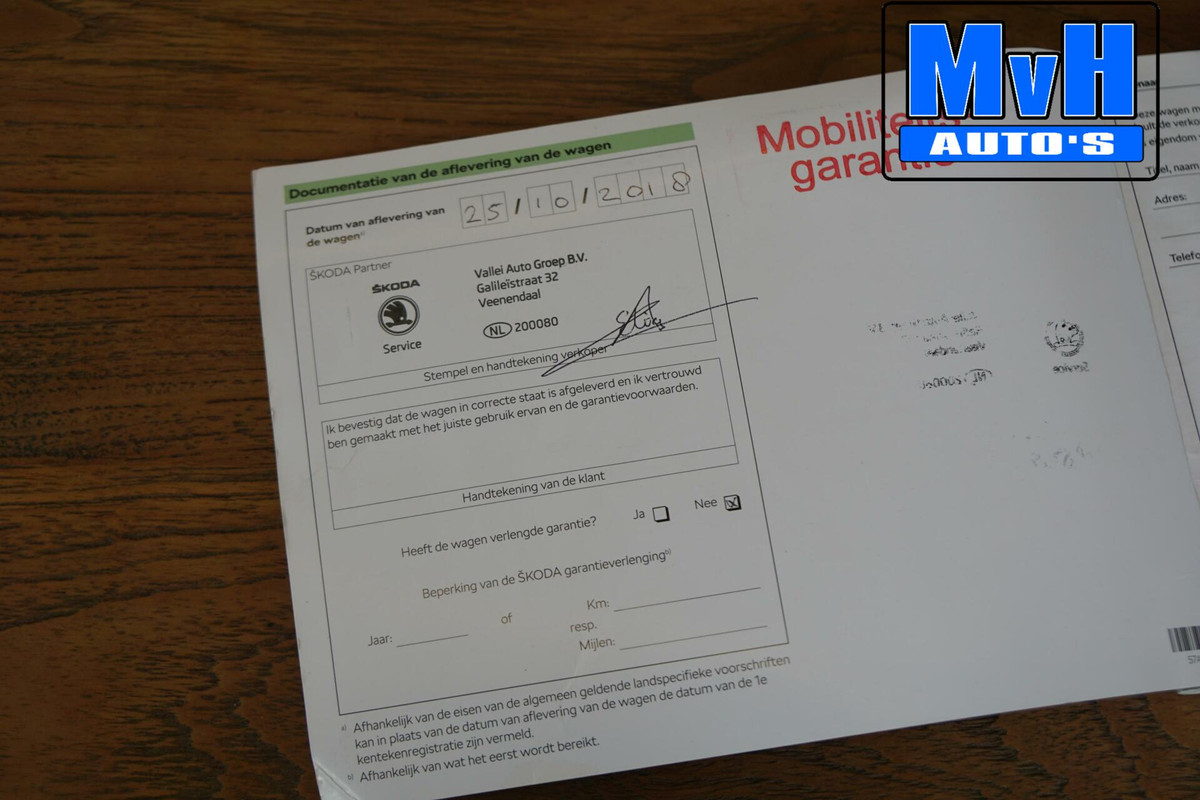 MvH
AUTO'S
Documentatie van de aflevering van de wagen
Datum van aflevering van
de wagen a)
25/10/2018
ŠKODA Partner
ŠKODA
Service
Vallei Auto Groep B.V.
Galileïstraat 32
Veenendaal
NL 200080
Stempel en handtekening verkoper
Ik bevestig dat de wagen in correcte staat is afgeleverd en ik vertrouwd
ben gemaakt met het juiste gebruik ervan en de garantievoorwaarden.
Handtekening van de klant
Heeft de wagen verlengde garantie?
Ja
Nee
Beperking van de ŠKODA garantieverlenging
Jaar:
of
Km:
resp.
Mijlen:
a) Afhankelijk van de eisen van de algemeen geldende landspecifieke voorschriften
kan in plaats van de datum van aflevering van de wagen de datum van de 1e
kentekenregistratie zijn vermeld.
Afhankelijk van wat het eerst wordt bereikt.
Mobiliteits
garantie
eigendom
Titel, naam
Adres:
Telefo